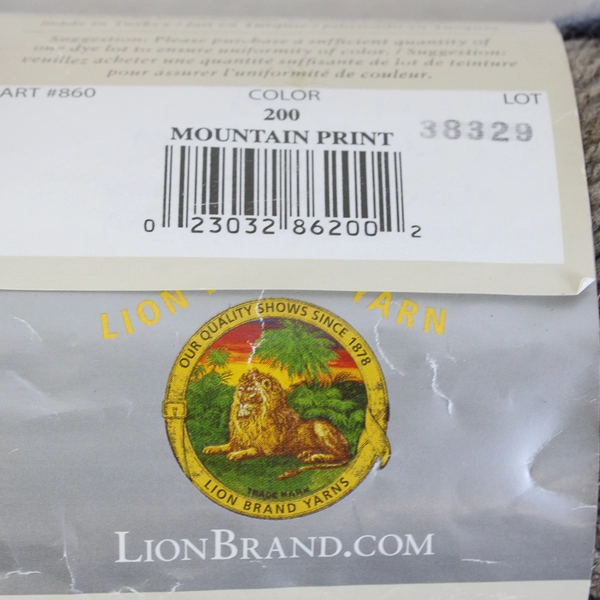 Suggestion: Please purchase a sufficient quantity of
one dye lot to ensure uniformity of color. / Suggestion:
veuillez acheter une quantité suffisante de lot de teinture
pour assurer l'uniformité de couleur.
ART #860 COLOR LOT
200
MOUNTAIN PRINT 38329
0 23032 86200 2
LION YARN
OUR QUALITY SHOWS SINCE 1878
TRADE MARK
LION BRAND YARNS
LIONBRAND.COM